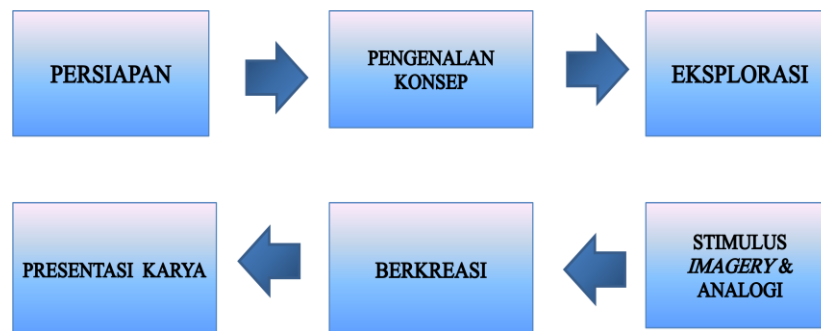 PERSIAPAN
PENGENALAN
KONSEP
EKSPLORASI
PRESENTASI KARYA
BERKREASI
STIMULUS
IMAGERY &
ANALOGI